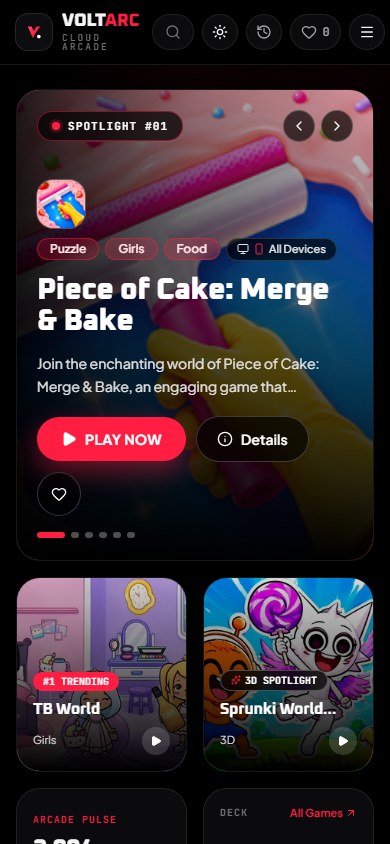 VOLTARC
CLOUD
ARCADE
0
SPOTLIGHT #01
Puzzle
Girls
Food
All Devices
Piece of Cake: Merge
& Bake
Join the enchanting world of Piece of Cake:
Merge & Bake, an engaging game that...
PLAY NOW
Details
#1 TRENDING
TB World
Girls
3D SPOTLIGHT
Sprunki World...
3D
ARCADE PULSE
DECK
All Games